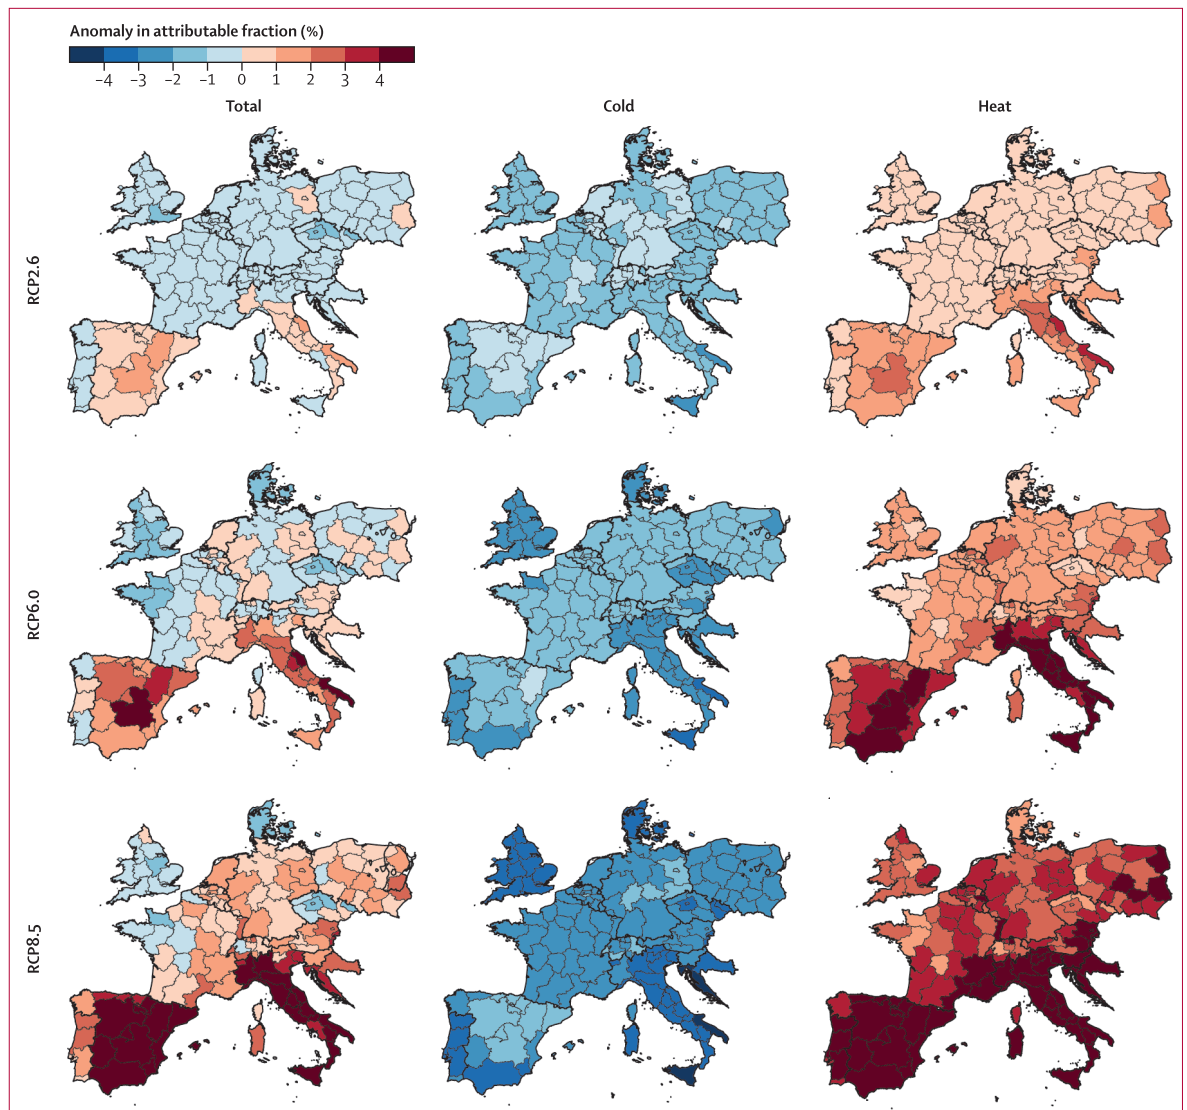 Anomaly in attributable fraction (%)
−4 −3 −2 −1 0 1 2 3 4
Total Cold Heat
RCP2.6
RCP6.0
RCP8.5